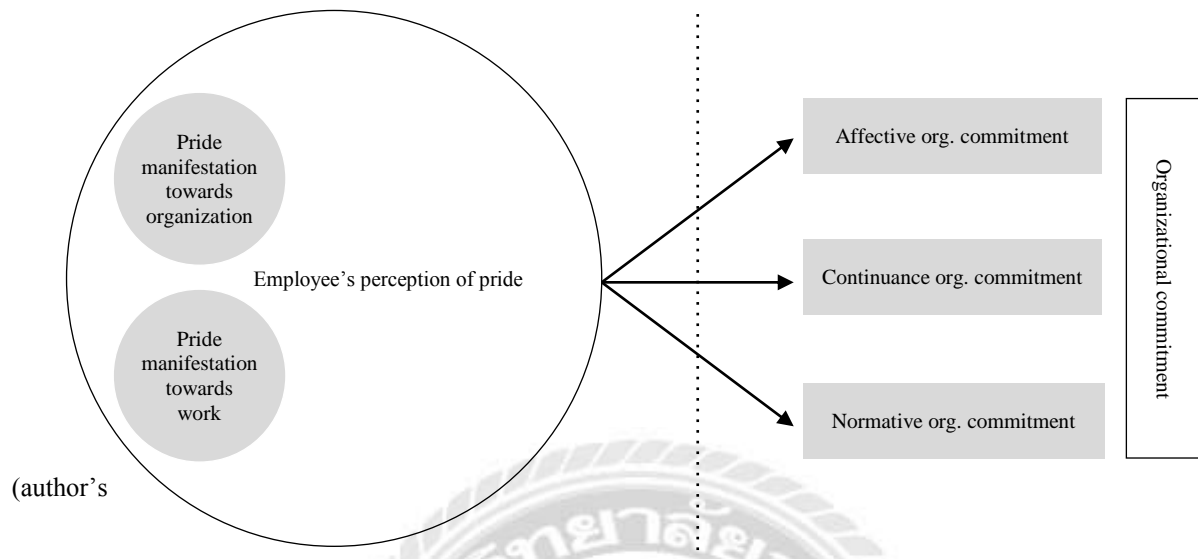 Pride
manifestation
towards
organization
Employee's perception of pride
Pride
manifestation
towards
work
(author's
Affective org. commitment
Continuance org. commitment
Normative org. commitment
Organizational commitment